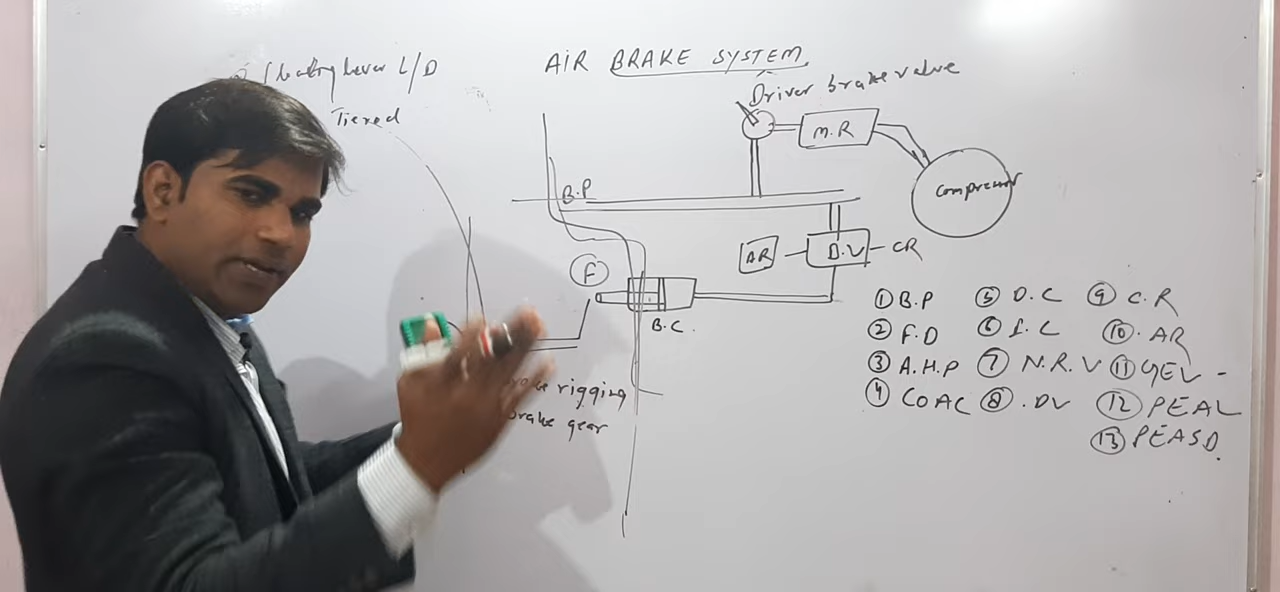 AIR BRAKE SYSTEM
L/D
Tiered
Driver brake valve
M.R
Compressor
B.P
AR
D.V
CR
F
B.C.
rigging
brake gear
① B.P
② F.D
③ A.H.P
④ COAC
⑤ D.C
⑥ I.C
⑦ N.R.V
⑧ .DV
⑨ C.R
⑩. AR
⑪ GEV -
⑫ PEAL
⑬ PEASD.